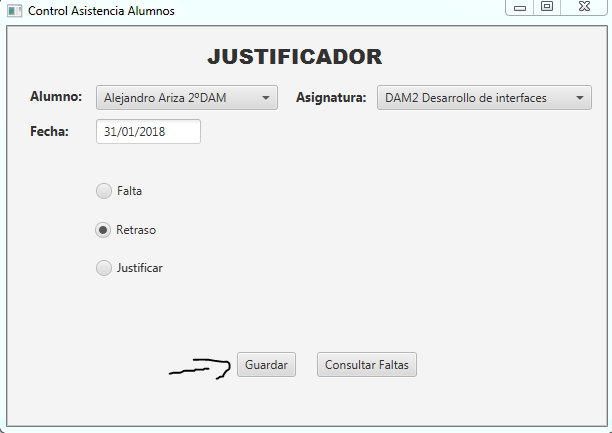 Control Asistencia Alumnos
JUSTIFICADOR
Alumno: Alejandro Ariza 2ºDAM Asignatura: DAM2 Desarrollo de interfaces
Fecha: 31/01/2018
Falta
Retraso
Justificar
Guardar Consultar Faltas